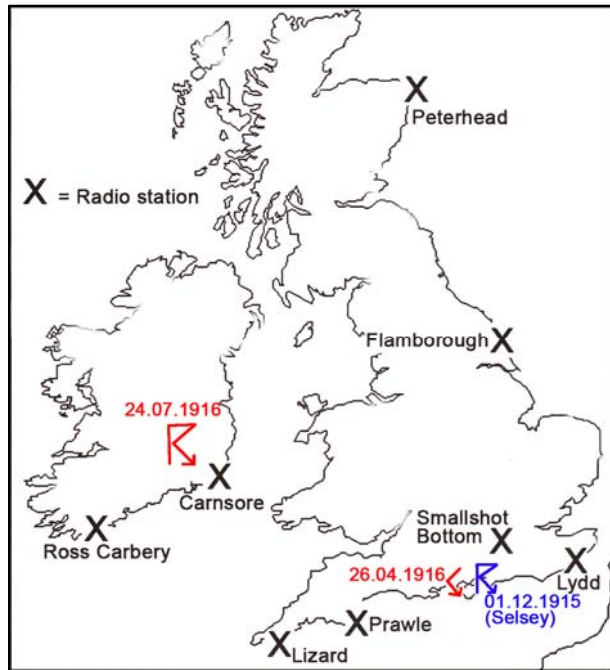 X
Peterhead
X = Radio station
Flamborough X
24.07.1916
X
Carnsore
X
Ross Carbery
Smallshot
Bottom
X
X
Lydd
26.04.1916
01.12.1915
(Selsey)
X
Prawle
X
Lizard